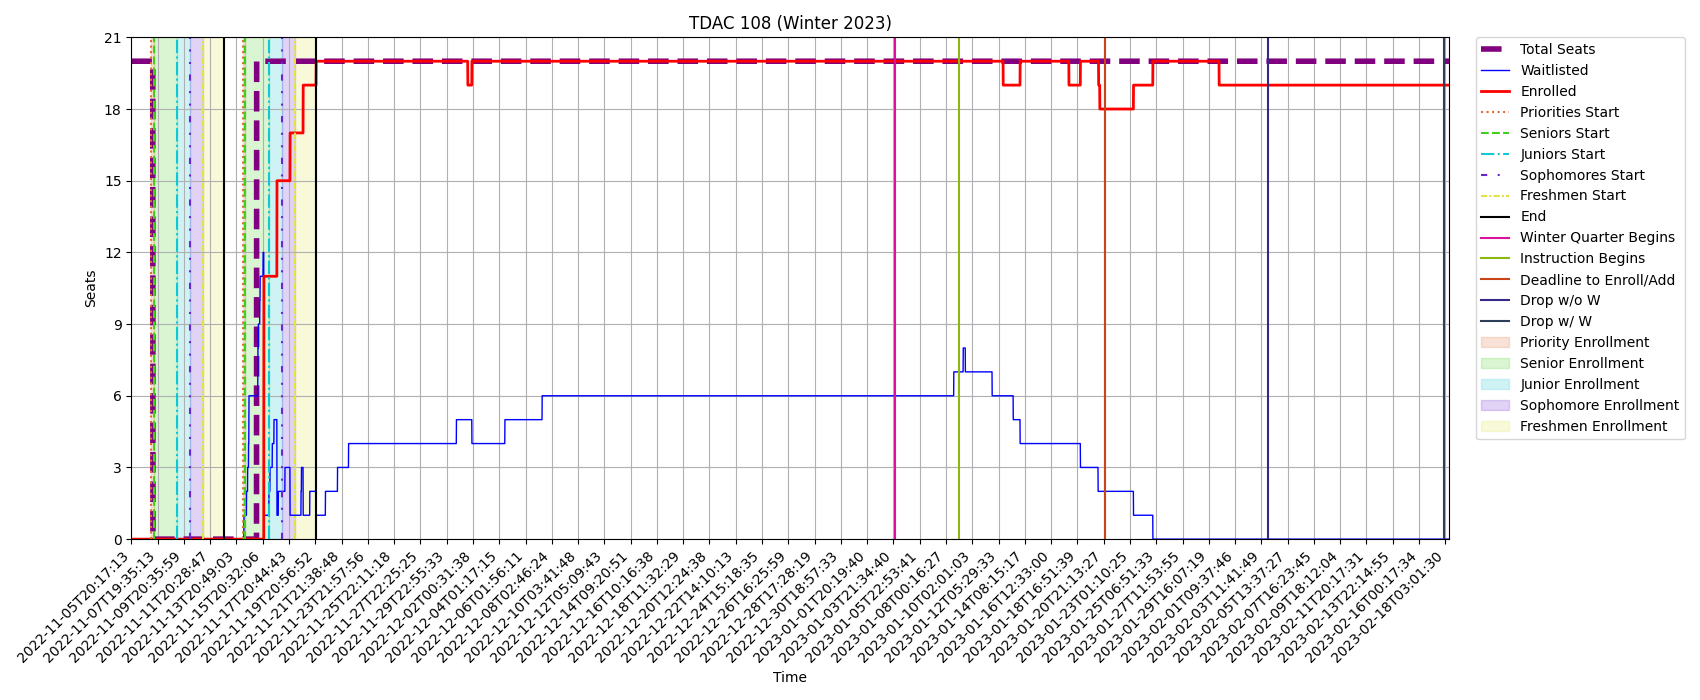 TDAC 108 (Winter 2023)
21
18
15
12
9
6
3
0
Seats
2022-11-05T20:17:13
2022-11-07T19:35:13
2022-11-09T20:35:59
2022-11-11T20:28:47
2022-11-13T20:49:03
2022-11-15T20:32:06
2022-11-17T20:44:43
2022-11-19T20:56:52
2022-11-21T21:38:48
2022-11-23T21:57:56
2022-11-25T22:11:18
2022-11-27T22:25:25
2022-11-29T22:55:33
2022-12-02T00:31:38
2022-12-04T01:17:15
2022-12-06T01:56:11
2022-12-08T02:46:24
2022-12-10T03:41:48
2022-12-12T05:09:43
2022-12-14T09:20:51
2022-12-16T10:16:38
2022-12-18T11:32:29
2022-12-20T12:24:38
2022-12-22T14:10:13
2022-12-24T15:18:35
2022-12-26T16:25:59
2022-12-28T17:28:19
2022-12-30T18:57:33
2023-01-01T20:19:40
2023-01-03T21:34:40
2023-01-05T22:53:41
2023-01-08T00:16:27
2023-01-10T02:01:03
2023-01-12T05:29:33
2023-01-14T08:15:17
2023-01-16T12:33:00
2023-01-18T16:51:39
2023-01-20T21:13:27
2023-01-23T01:10:25
2023-01-25T06:51:33
2023-01-27T11:53:55
2023-01-29T16:07:19
2023-02-01T09:37:46
2023-02-03T11:41:49
2023-02-05T13:37:27
2023-02-07T16:23:45
2023-02-09T18:12:04
2023-02-11T20:17:31
2023-02-13T22:14:55
2023-02-16T00:17:34
2023-02-18T03:01:30
Time
Total Seats
Waitlisted
Enrolled
Priorities Start
Seniors Start
Juniors Start
Sophomores Start
Freshmen Start
End
Winter Quarter Begins
Instruction Begins
Deadline to Enroll/Add
Drop w/o W
Drop w/ W
Priority Enrollment
Senior Enrollment
Junior Enrollment
Sophomore Enrollment
Freshmen Enrollment